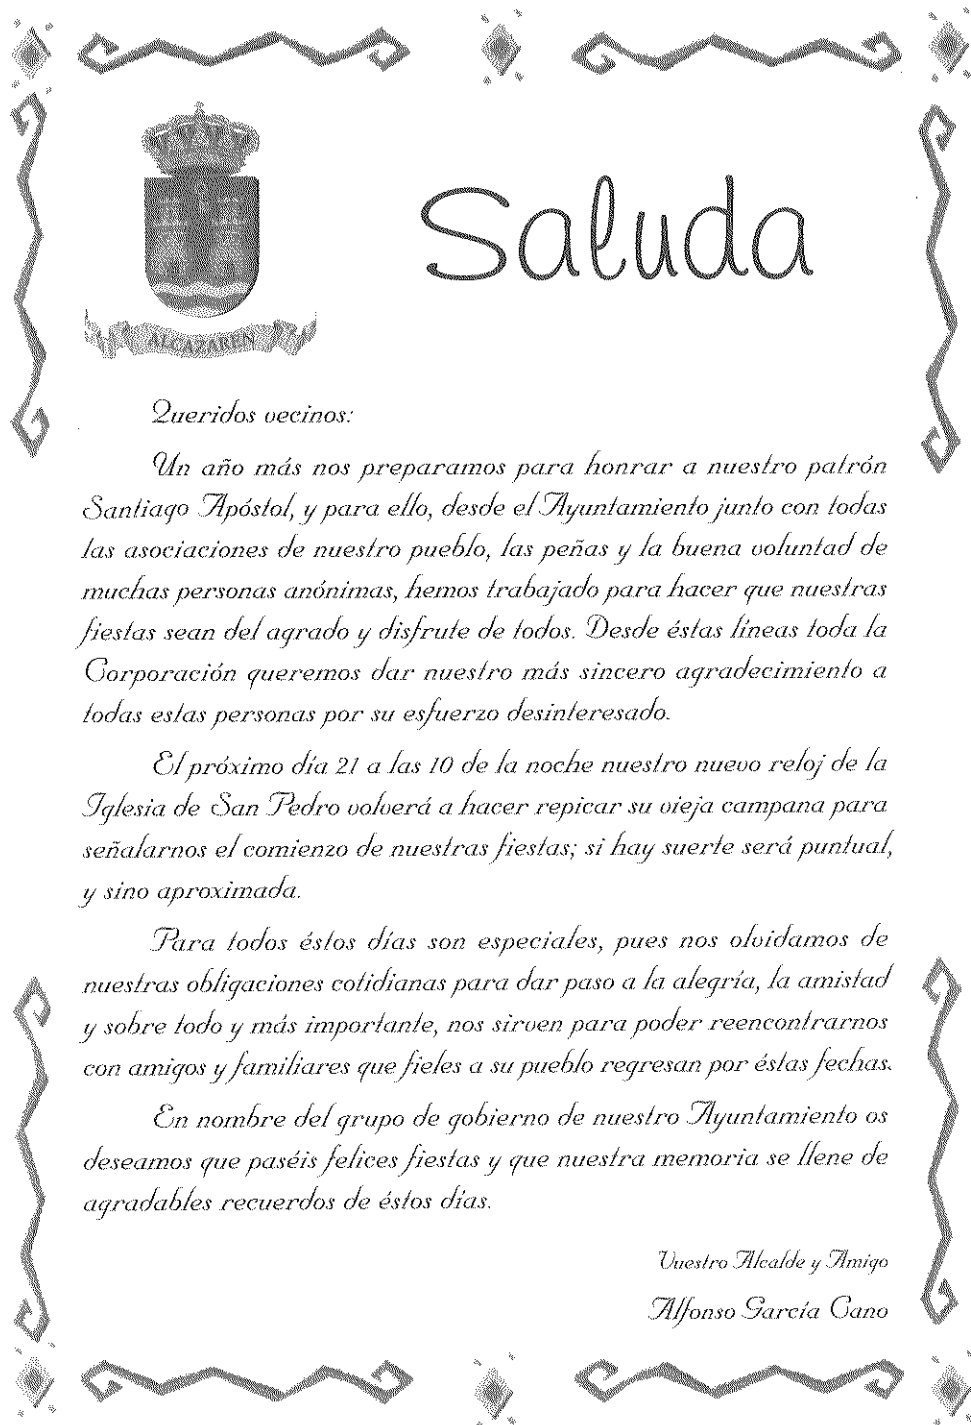 Saluda
ALCAZAREN
Queridos vecinos:
Un año más nos preparamos para honrar a nuestro patrón
Santiago Apóstol, y para ello, desde el Ayuntamiento junto con todas
las asociaciones de nuestro pueblo, las peñas y la buena voluntad de
muchas personas anónimas, hemos trabajado para hacer que nuestras
fiestas sean del agrado y disfrute de todos. Desde éstas líneas toda la
Corporación queremos dar nuestro más sincero agradecimiento a
todas estas personas por su esfuerzo desinteresado.
El próximo día 21 a las 10 de la noche nuestro nuevo reloj de la
Iglesia de San Pedro volverá a hacer repicar su vieja campana para
señalarnos el comienzo de nuestras fiestas; si hay suerte será puntual,
y sino aproximada.
Para todos éstos días son especiales, pues nos olvidamos de
nuestras obligaciones cotidianas para dar paso a la alegría, la amistad
y sobre todo y más importante, nos sirven para poder reencontrarnos
con amigos y familiares que fieles a su pueblo regresan por éstas fechas.
En nombre del grupo de gobierno de nuestro Ayuntamiento os
deseamos que paséis felices fiestas y que nuestra memoria se llene de
agradables recuerdos de éstos días.
Vuestro Alcalde y Amigo
Alfonso García Cano